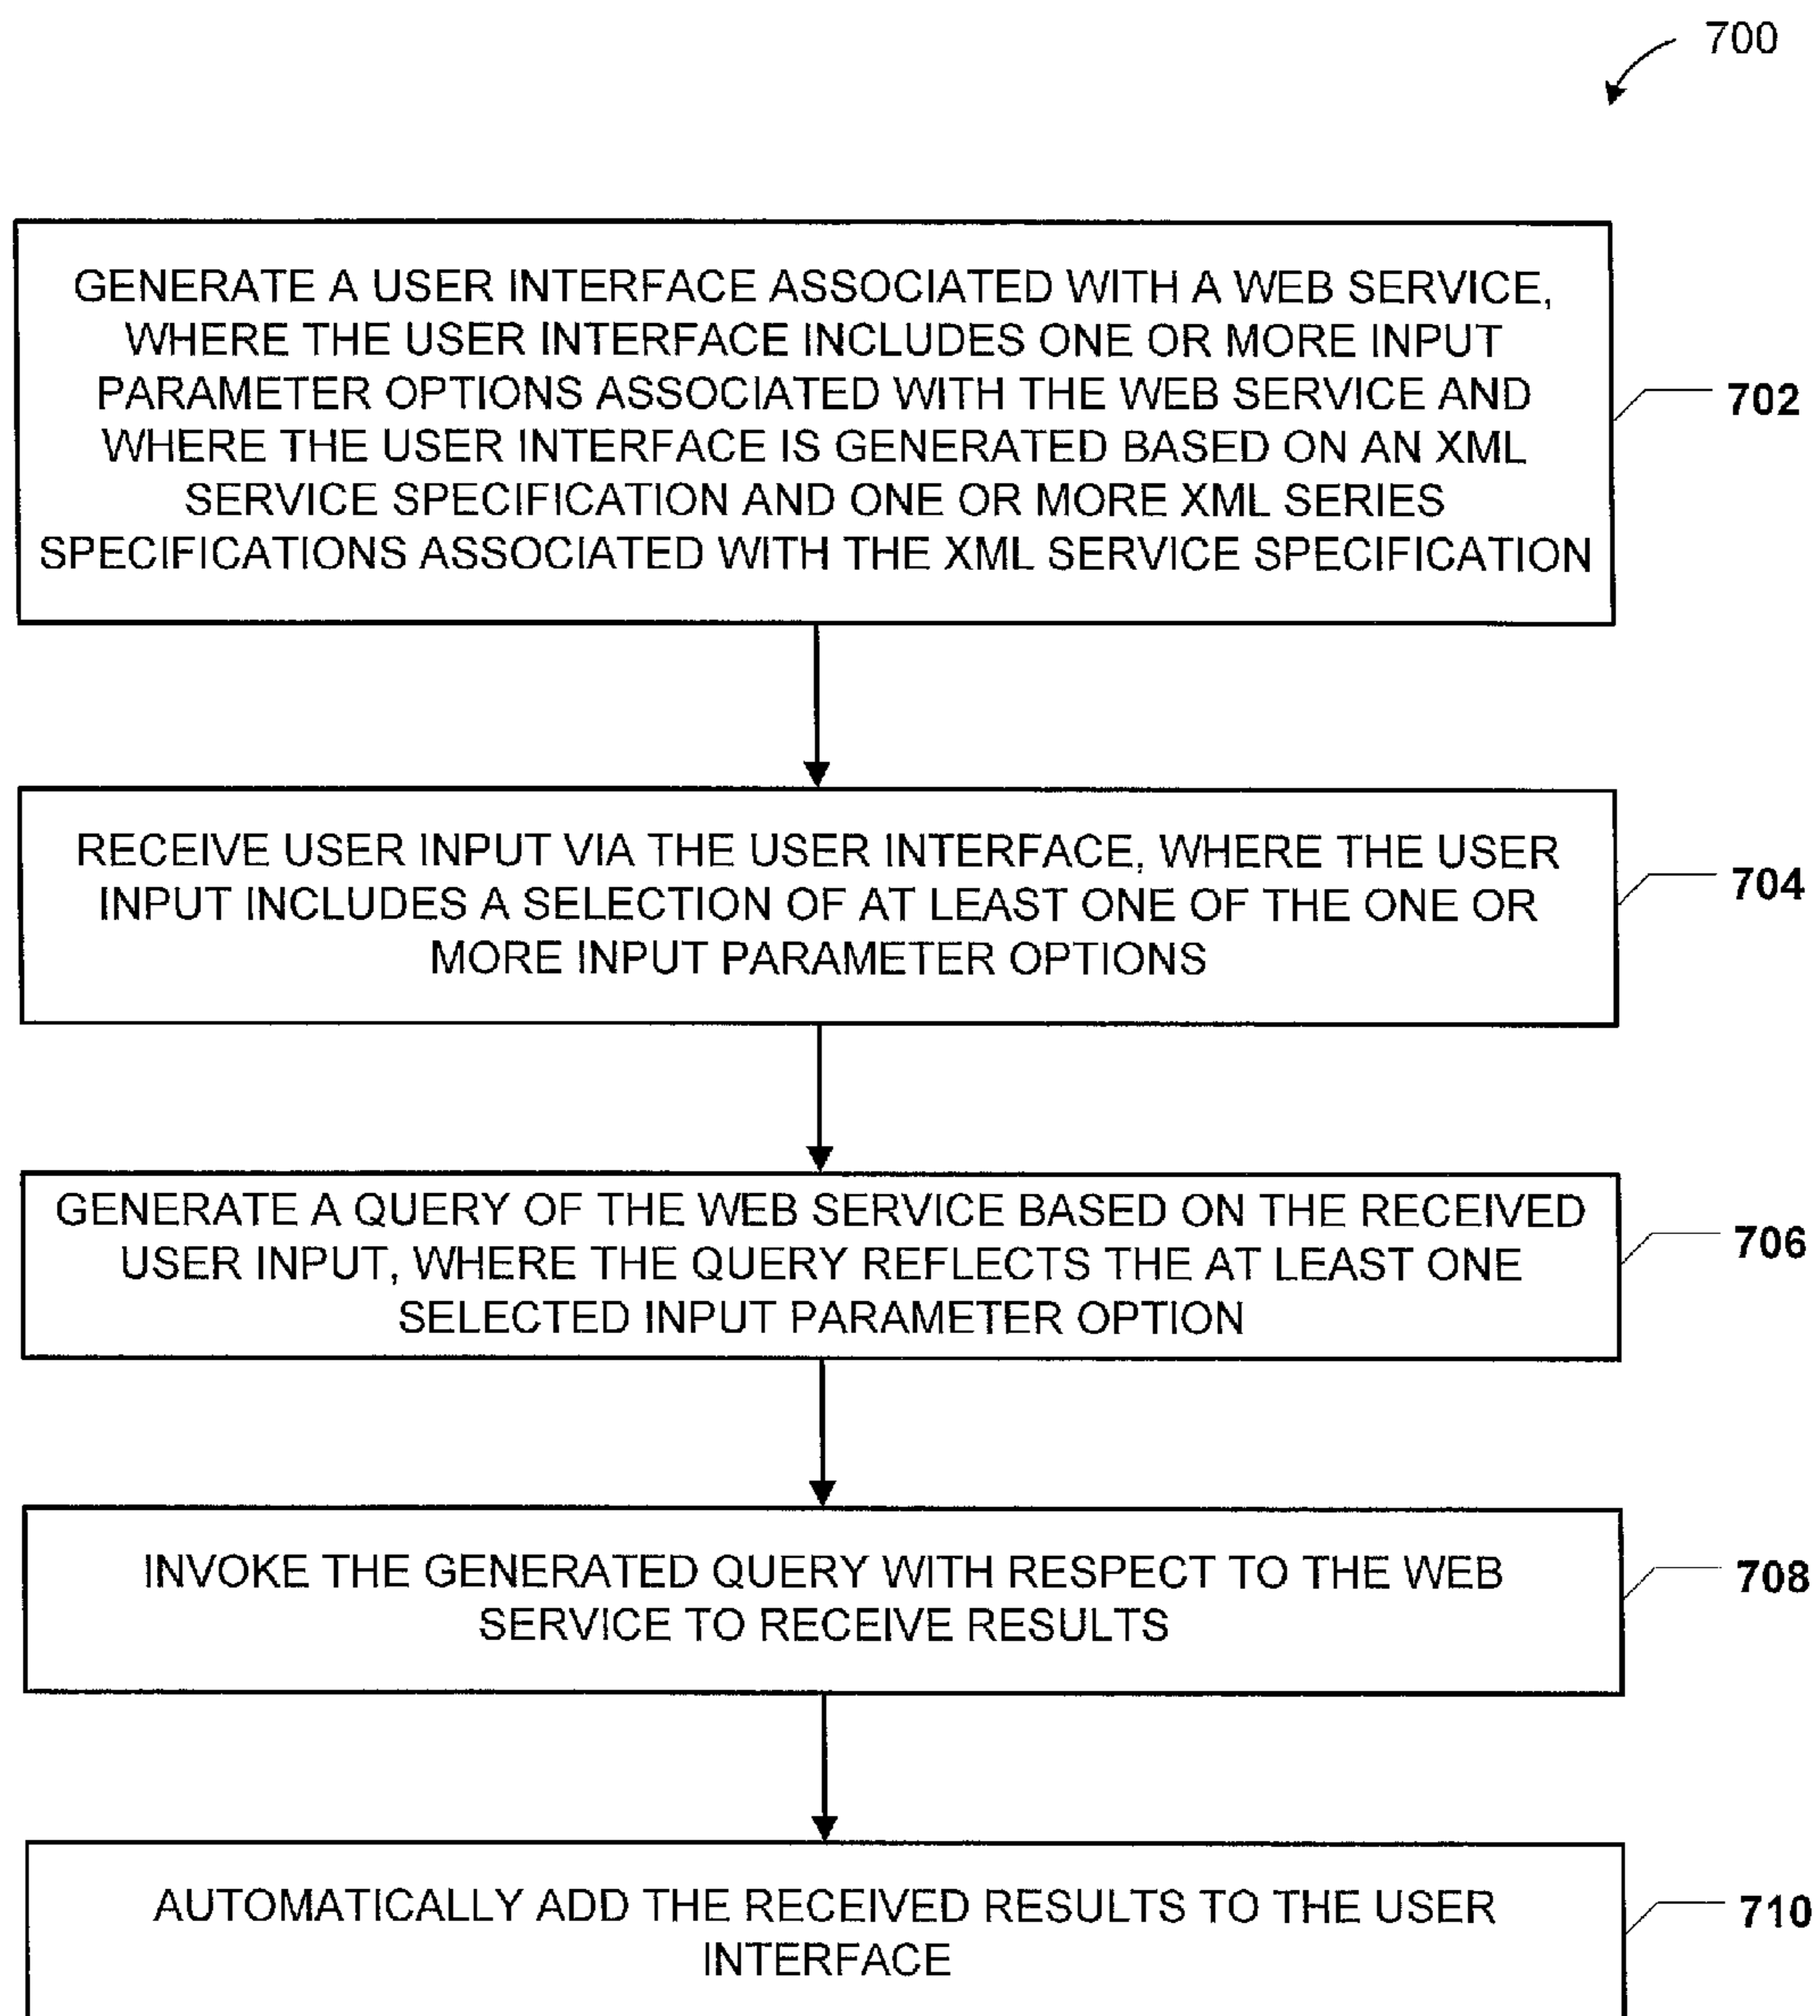 700
GENERATE A USER INTERFACE ASSOCIATED WITH A WEB SERVICE,
WHERE THE USER INTERFACE INCLUDES ONE OR MORE INPUT
PARAMETER OPTIONS ASSOCIATED WITH THE WEB SERVICE AND
WHERE THE USER INTERFACE IS GENERATED BASED ON AN XML
SERVICE SPECIFICATION AND ONE OR MORE XML SERIES
SPECIFICATIONS ASSOCIATED WITH THE XML SERVICE SPECIFICATION
702
RECEIVE USER INPUT VIA THE USER INTERFACE, WHERE THE USER
INPUT INCLUDES A SELECTION OF AT LEAST ONE OF THE ONE OR
MORE INPUT PARAMETER OPTIONS
704
GENERATE A QUERY OF THE WEB SERVICE BASED ON THE RECEIVED
USER INPUT, WHERE THE QUERY REFLECTS THE AT LEAST ONE
SELECTED INPUT PARAMETER OPTION
706
INVOKE THE GENERATED QUERY WITH RESPECT TO THE WEB
SERVICE TO RECEIVE RESULTS
708
AUTOMATICALLY ADD THE RECEIVED RESULTS TO THE USER
INTERFACE
710